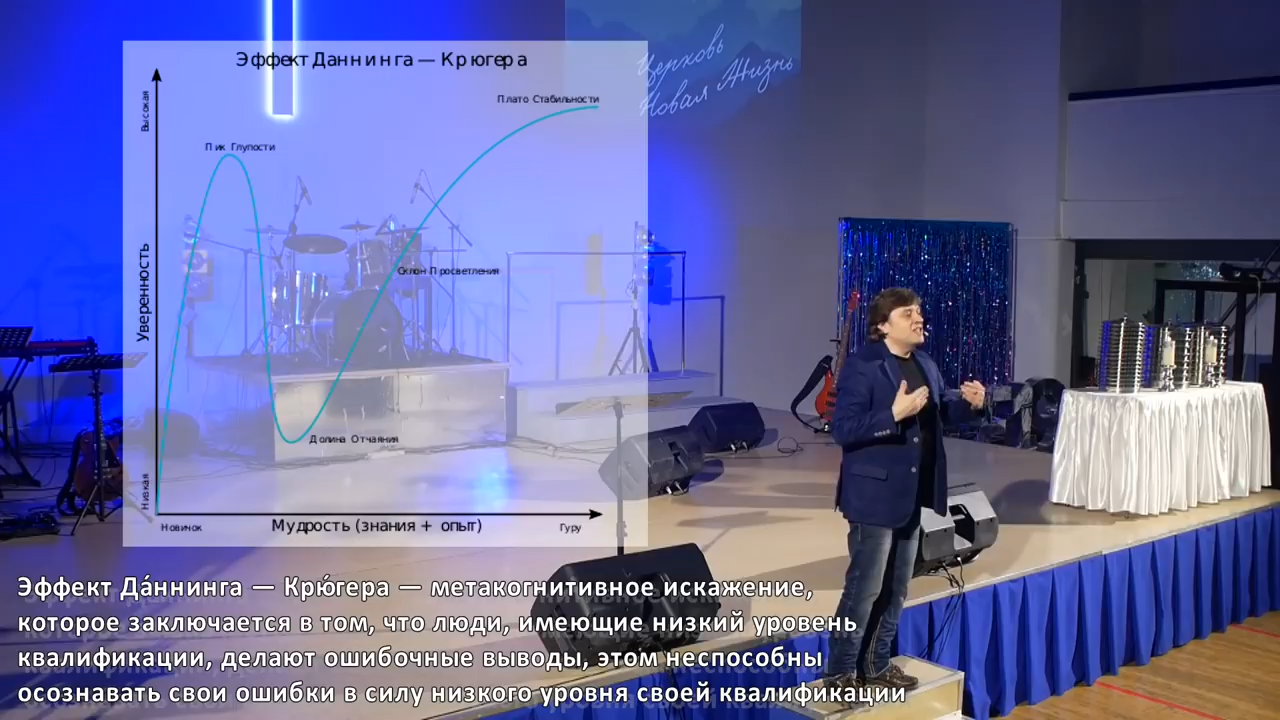 Эффект Даннинга — Крюгера
Церковь
Новая Жизнь
Высокая
Плато Стабильности
Пик Глупости
Уверенность
Склон Просветления
Долина Отчаяния
Низкая
Новичок
Мудрость (знания + опыт)
Гуру
Эффект Да́ннинга — Крю́гера — метакогнитивное искажение,
которое заключается в том, что люди, имеющие низкий уровень
квалификации, делают ошибочные выводы, этом неспособны
осознавать свои ошибки в силу низкого уровня своей квалификации